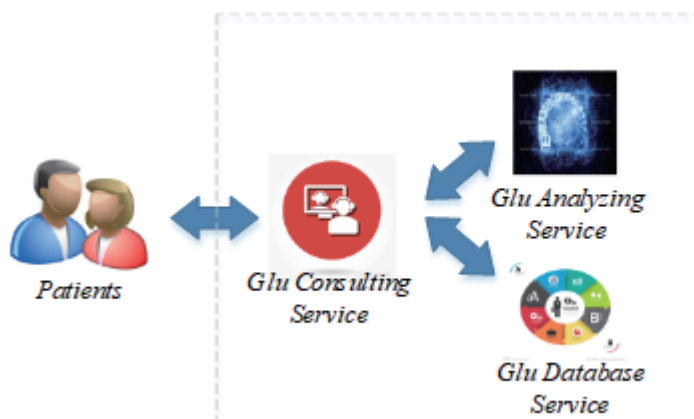 Patients
Glu Consulting
Service
Glu Analyzing
Service
A
B
Glu Database
Service